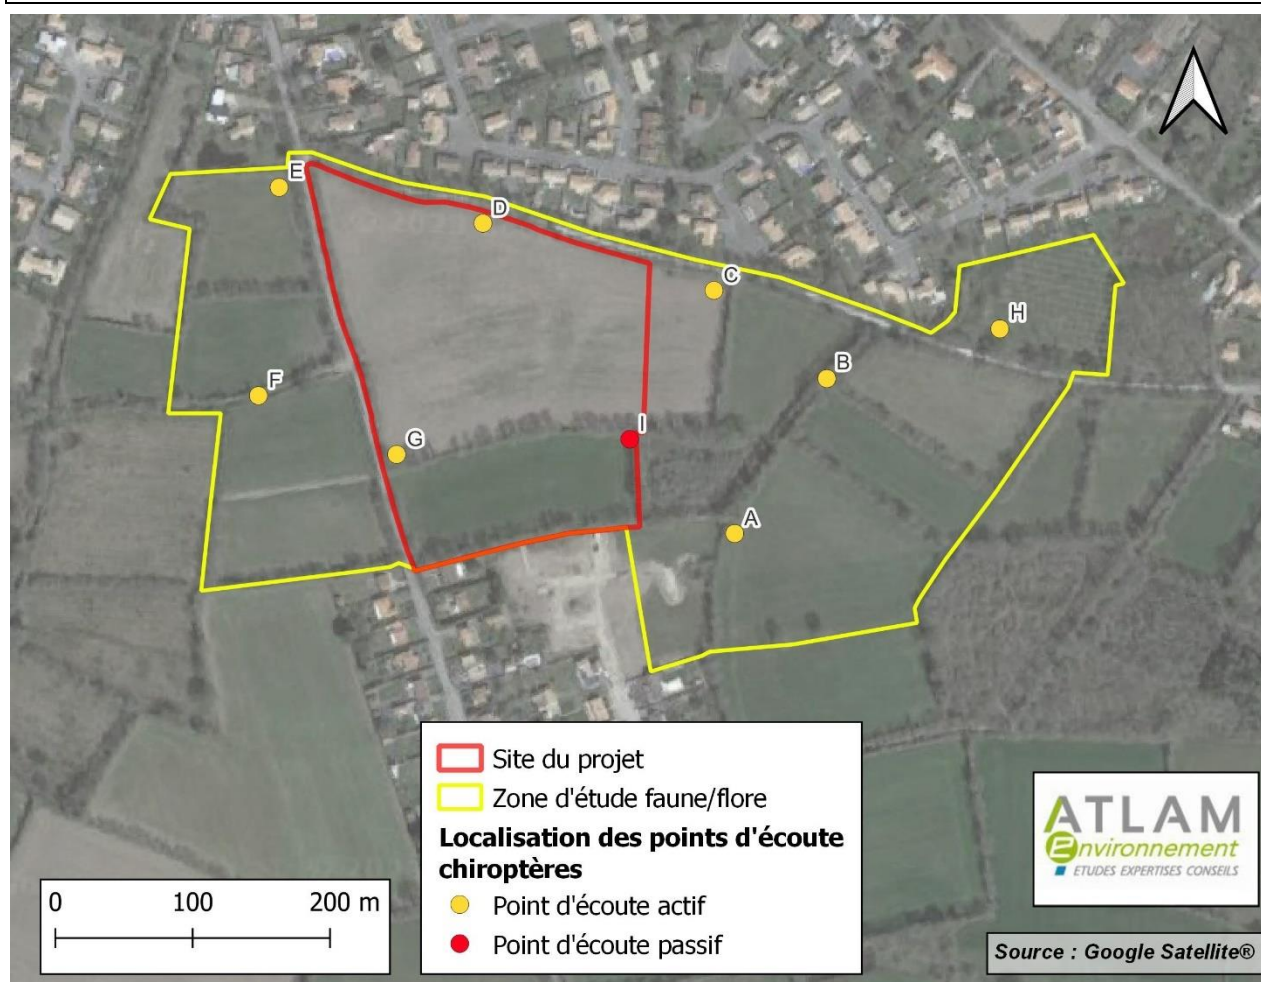 E
D
C
H
B
F
G
I
A
Site du projet
Zone d'étude faune/flore
Localisation des points d'écoute
chiroptères
Point d'écoute actif
Point d'écoute passif
0 100 200 m
ATLAM
environnement
ETUDES EXPERTISES CONSEILS
Source : Google Satellite®